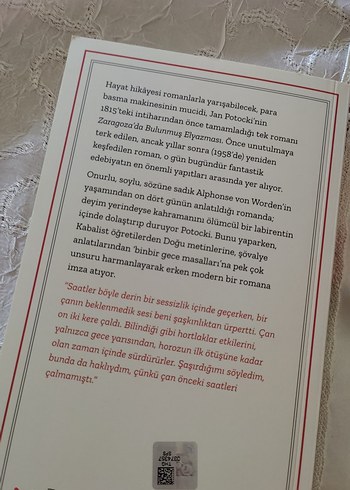 Hayat hikâyesi romanlarla yarışabilecek, para
basma makinesinin mucidi, Jan Potocki'nin
1815'teki intiharından önce tamamladığı tek romanı
Zaragoza'da Bulunmuş Elyazması. Önce unutulmaya
terk edilen, ancak yıllar sonra (1958'de) yeniden
keşfedilen roman, o gün bugündür fantastik
edebiyatın en önemli yapıtları arasında yer alıyor.
Onurlu, soylu, sözüne sadık Alphonse von Worden'in
yaşamından on dört günün anlatıldığı romanda;
deyim yerindeyse kahramanını ölümcül bir labirentin
içinde dolaştırıp duruyor Potocki. Bunu yaparken,
Kabalist öğretilerden Doğu metinlerine, şövalye
anlatılarından 'binbir gece masalları'na pek çok
unsuru harmanlayarak erken modern bir romana
imza atıyor.
"Saatler böyle derin bir sessizlik içinde geçerken, bir
çanın beklenmedik sesi beni şaşkınlıktan ürpertti. Çan
on iki kere çaldı. Bilindiği gibi hortlaklar etkilerini,
yalnızca gece yarısından, horozun ilk ötüşüne kadar
olan zaman içinde sürdürürler. Şaşırdığımı söyledim,
bunda da haklıydım, çünkü çan önceki saatleri
çalmamıştı."